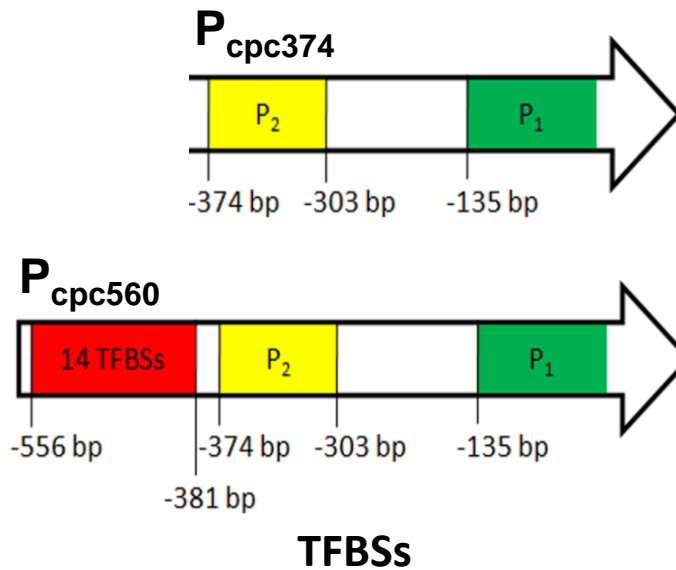 Pcpc374
P2 P1
-374 bp -303 bp -135 bp
Pcpc560
14 TFBSs P2 P1
-556 bp -374 bp -303 bp -135 bp
-381 bp
TFBSs